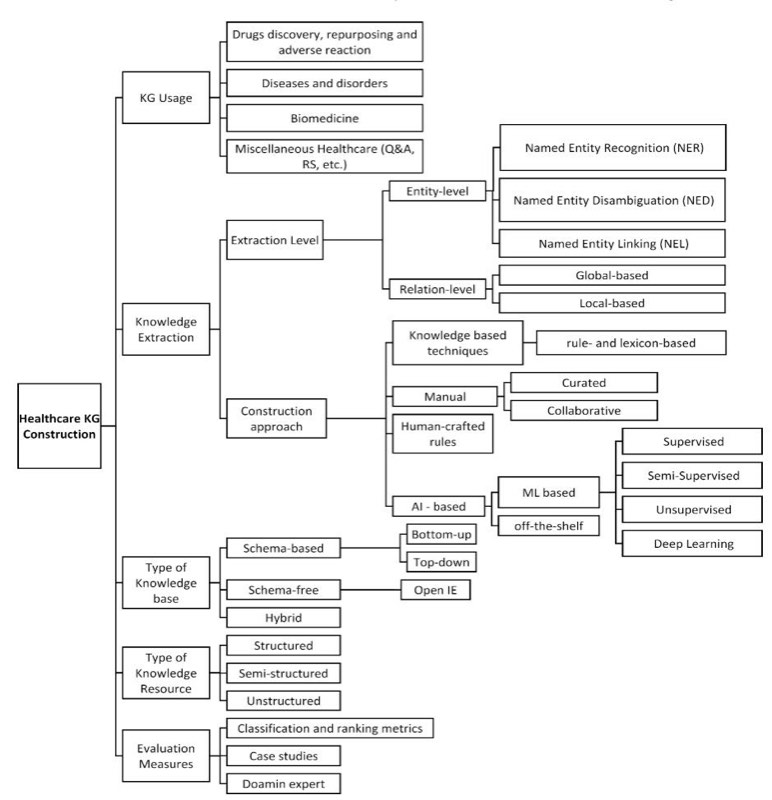 Healthcare KG
Construction
KG Usage
Drugs discovery, repurposing and
adverse reaction
Diseases and disorders
Biomedicine
Miscellaneous Healthcare (Q&A,
RS, etc.)
Knowledge
Extraction
Extraction Level
Entity-level
Named Entity Recognition (NER)
Named Entity Disambiguation (NED)
Named Entity Linking (NEL)
Relation-level
Global-based
Local-based
Construction
approach
Knowledge based
techniques
rule- and lexicon-based
Manual
Curated
Collaborative
Human-crafted
rules
AI - based
ML based
Supervised
Semi-Supervised
Unsupervised
Deep Learning
off-the-shelf
Type of
Knowledge
base
Schema-based
Bottom-up
Top-down
Schema-free
Open IE
Hybrid
Type of
Knowledge
Resource
Structured
Semi-structured
Unstructured
Evaluation
Measures
Classification and ranking metrics
Case studies
Doamin expert